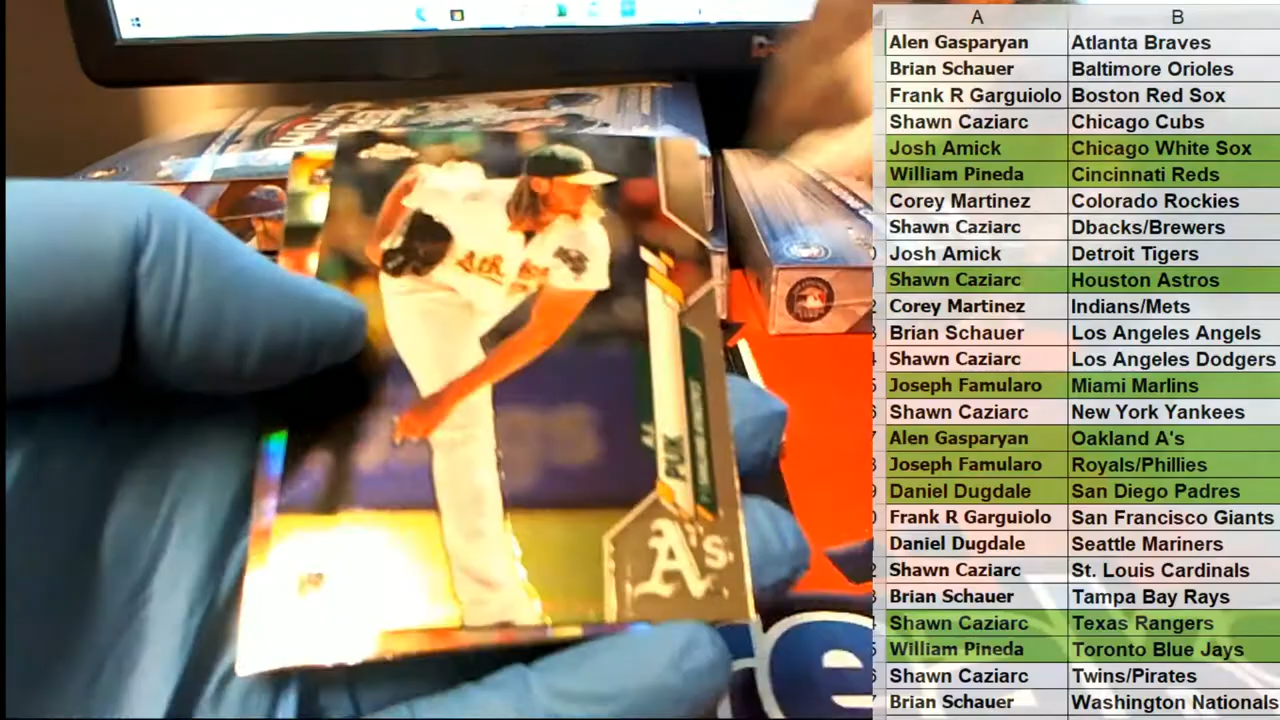 A B
Alen Gasparyan Atlanta Braves
Brian Schauer Baltimore Orioles
Frank R Garguiolo Boston Red Sox
Shawn Caziarc Chicago Cubs
Josh Amick Chicago White Sox
William Pineda Cincinnati Reds
Corey Martinez Colorado Rockies
Shawn Caziarc Dbacks/Brewers
Josh Amick Detroit Tigers
Shawn Caziarc Houston Astros
Corey Martinez Indians/Mets
Brian Schauer Los Angeles Angels
Shawn Caziarc Los Angeles Dodgers
Joseph Famularo Miami Marlins
Shawn Caziarc New York Yankees
Alen Gasparyan Oakland A's
Joseph Famularo Royals/Phillies
Daniel Dugdale San Diego Padres
Frank R Garguiolo San Francisco Giants
Daniel Dugdale Seattle Mariners
Shawn Caziarc St. Louis Cardinals
Brian Schauer Tampa Bay Rays
Shawn Caziarc Texas Rangers
William Pineda Toronto Blue Jays
Shawn Caziarc Twins/Pirates
Brian Schauer Washington Nationals
PUK
A's